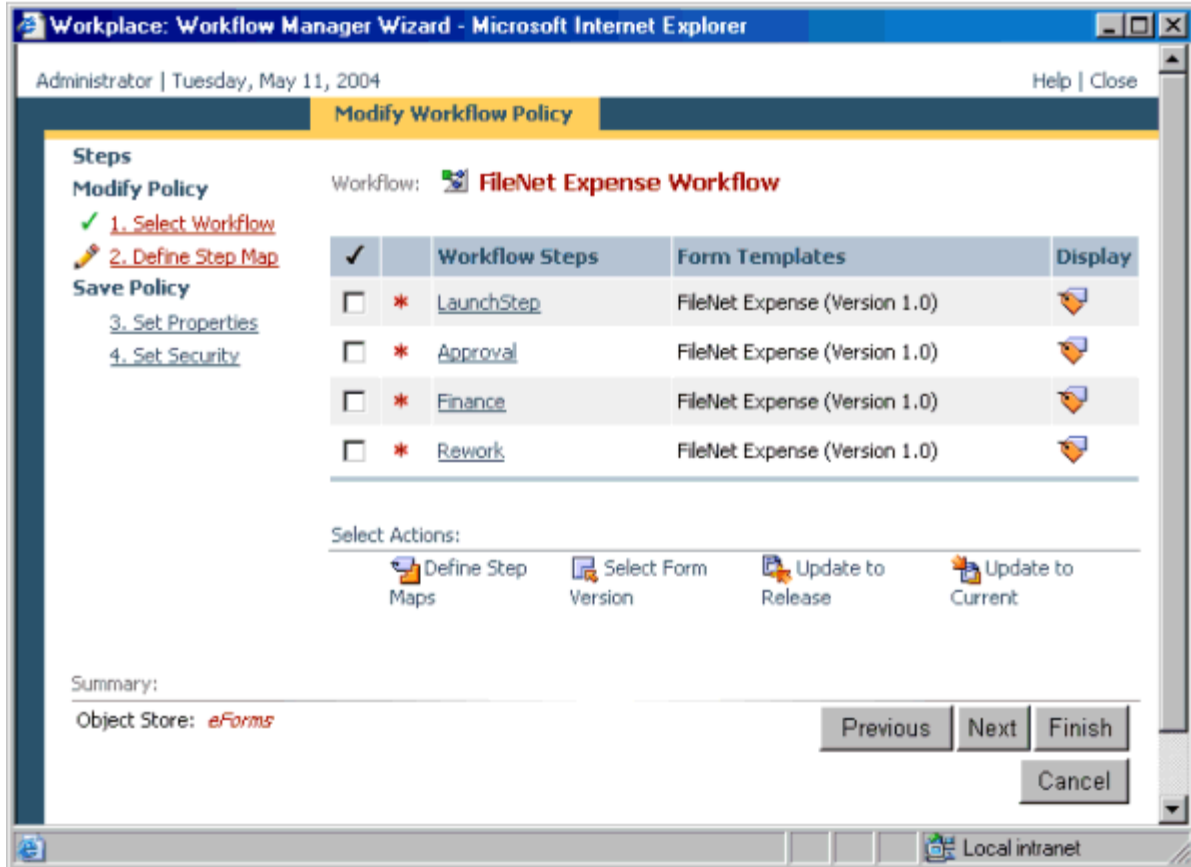 Workplace: Workflow Manager Wizard - Microsoft Internet Explorer
Administrator | Tuesday, May 11, 2004
Help | Close
Modify Workflow Policy
Steps
Modify Policy
1. Select Workflow
2. Define Step Map
Save Policy
3. Set Properties
4. Set Security
Workflow: FileNet Expense Workflow
Workflow Steps Form Templates Display
* LaunchStep FileNet Expense (Version 1.0)
* Approval FileNet Expense (Version 1.0)
* Finance FileNet Expense (Version 1.0)
* Rework FileNet Expense (Version 1.0)
Select Actions:
Define Step Maps
Select Form Version
Update to Release
Update to Current
Summary:
Object Store: eForms
Previous Next Finish
Cancel
Local intranet